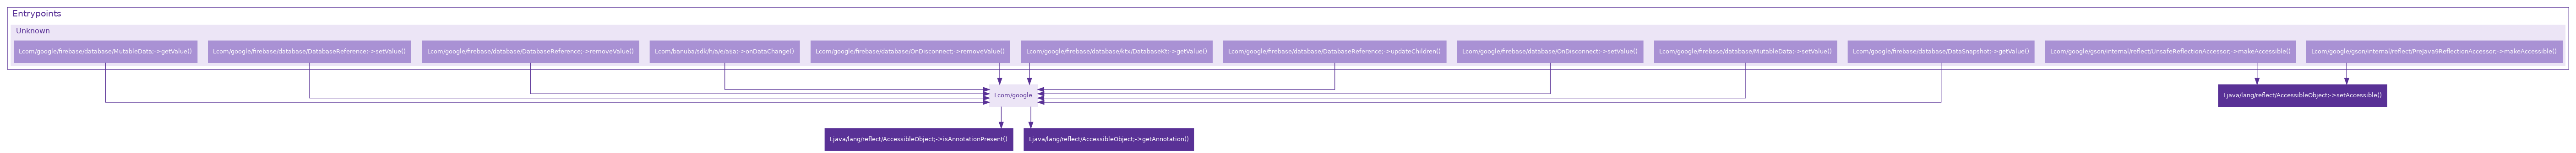 Entrypoints
Unknown
Lcom/google/firebase/database/MutableData;->getValue()
Lcom/google/firebase/database/DatabaseReference;->setValue()
Lcom/google/firebase/database/DatabaseReference;->removeValue()
Lcom/banuba/sdk/h/a/e/a$a;->onDataChange()
Lcom/google/firebase/database/OnDisconnect;->removeValue()
Lcom/google/firebase/database/ktx/DatabaseKt;->getValue()
Lcom/google/firebase/database/DatabaseReference;->updateChildren()
Lcom/google/firebase/database/OnDisconnect;->setValue()
Lcom/google/firebase/database/MutableData;->setValue()
Lcom/google/firebase/database/DataSnapshot;->getValue()
Lcom/google/gson/internal/reflect/UnsafeReflectionAccessor;->makeAccessible()
Lcom/google/gson/internal/reflect/PreJava9ReflectionAccessor;->makeAccessible()
Lcom/google
Ljava/lang/reflect/AccessibleObject;->setAccessible()
Ljava/lang/reflect/AccessibleObject;->isAnnotationPresent()
Ljava/lang/reflect/AccessibleObject;->getAnnotation()